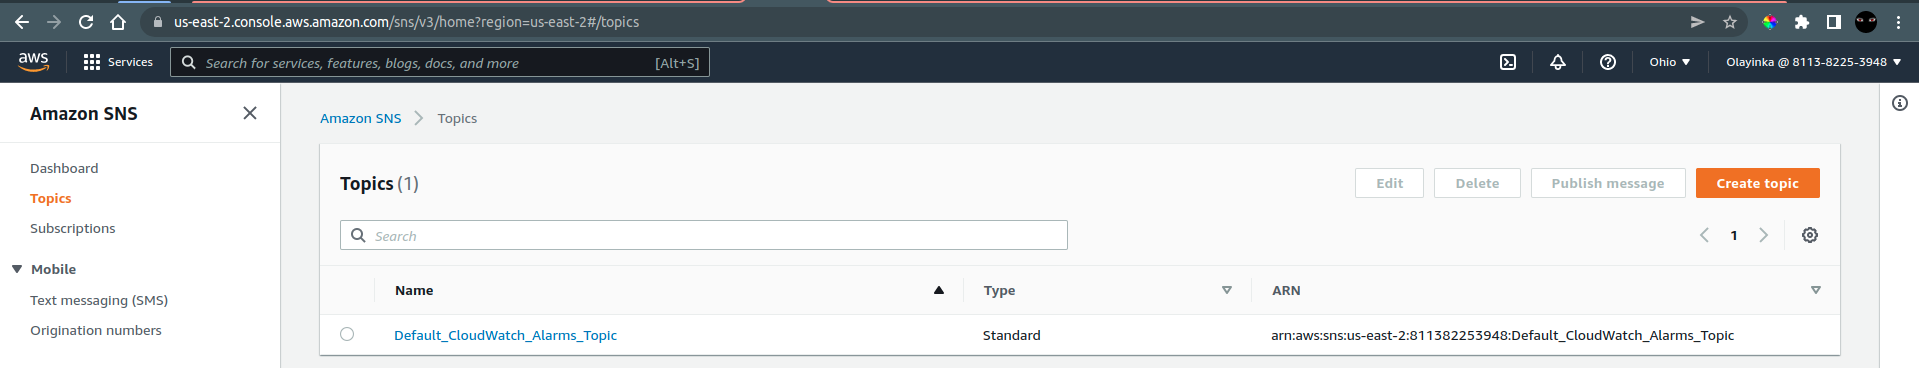 us-east-2.console.aws.amazon.com/sns/v3/home?region=us-east-2#/topics
aws Services Search for services, features, blogs, docs, and more [Alt+S] Ohio Olayinka @ 8113-8225-3948
Amazon SNS
Dashboard
Topics
Subscriptions
Mobile
Text messaging (SMS)
Origination numbers
Amazon SNS Topics
Topics (1) Edit Delete Publish message Create topic
Search 1
Name Type ARN
Default_CloudWatch_Alarms_Topic Standard arn:aws:sns:us-east-2:811382253948:Default_CloudWatch_Alarms_Topic